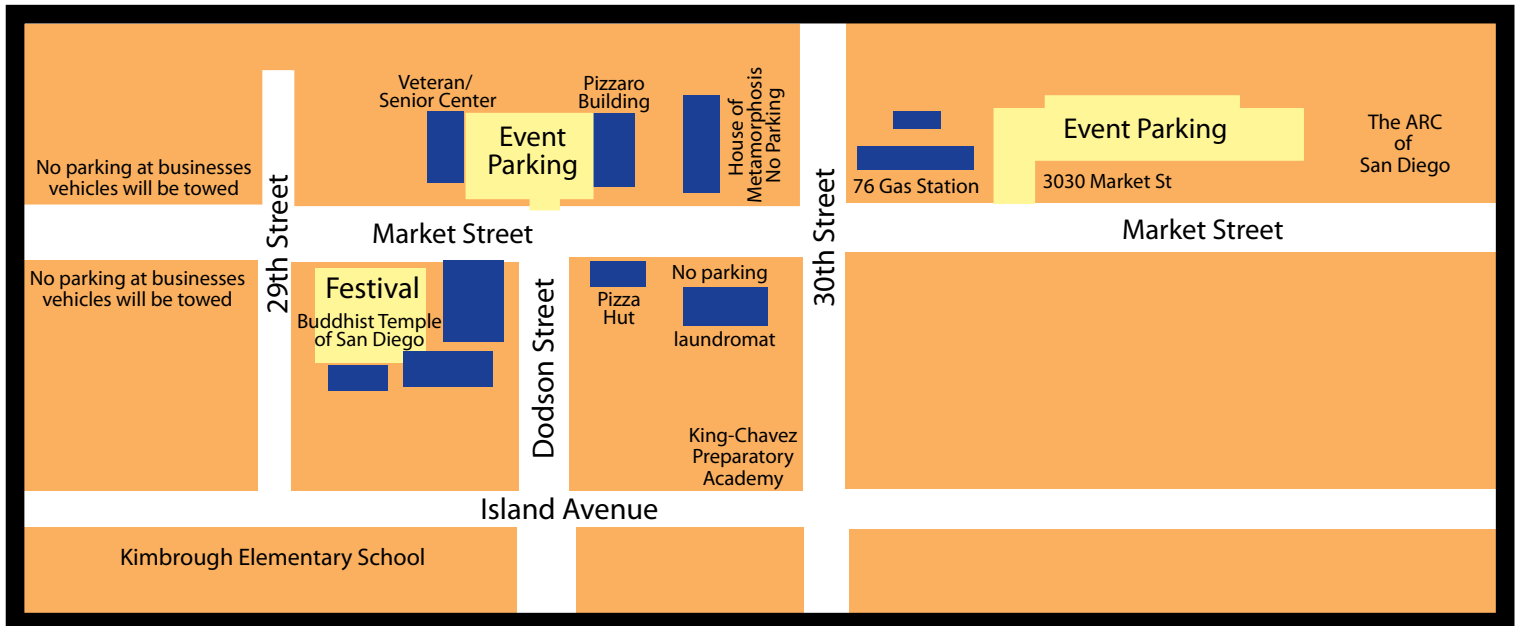 Veteran/
Senior Center
Event
Parking
Pizzaro
Building
House of
Metamorphosis
No Parking
Event Parking
The ARC
of
San Diego
No parking at businesses
vehicles will be towed
76 Gas Station
3030 Market St
29th Street
Market Street
30th Street
Market Street
No parking at businesses
vehicles will be towed
Festival
Buddhist Temple
of San Diego
Dodson Street
Pizza
Hut
No parking
laundromat
King-Chavez
Preparatory
Academy
Island Avenue
Kimbrough Elementary School